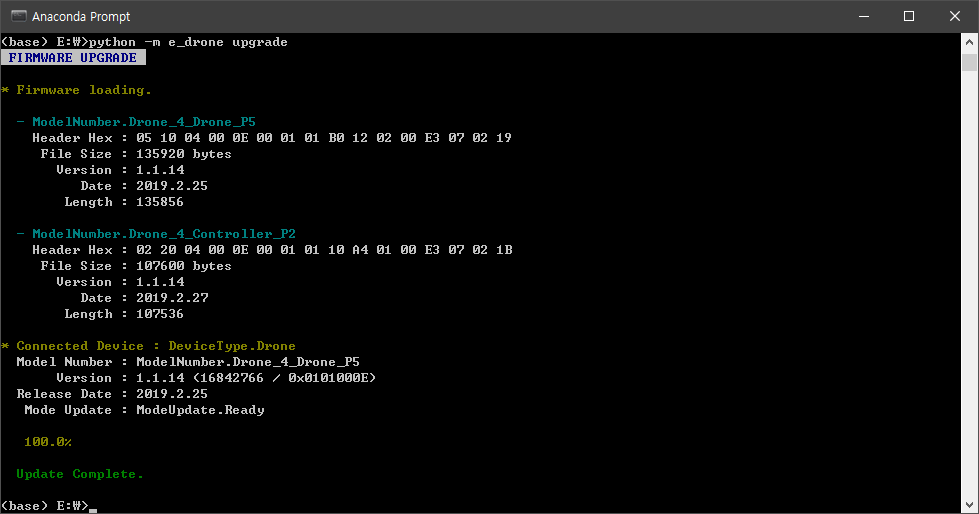 Anaconda Prompt
(base) E:₩>python -m e_drone upgrade
FIRMWARE UPGRADE
* Firmware loading.
- ModelNumber.Drone_4_Drone_P5
Header Hex : 05 10 04 00 0E 00 01 01 B0 12 02 00 E3 07 02 19
File Size : 135920 bytes
Version : 1.1.14
Date : 2019.2.25
Length : 135856
- ModelNumber.Drone_4_Controller_P2
Header Hex : 02 20 04 00 0E 00 01 01 10 A4 01 00 E3 07 02 1B
File Size : 107600 bytes
Version : 1.1.14
Date : 2019.2.27
Length : 107536
* Connected Device : DeviceType.Drone
Model Number : ModelNumber.Drone_4_Drone_P5
Version : 1.1.14 (16842766 / 0x0101000E)
Release Date : 2019.2.25
Mode Update : ModeUpdate.Ready
100.0%
Update Complete.
(base) E:₩>